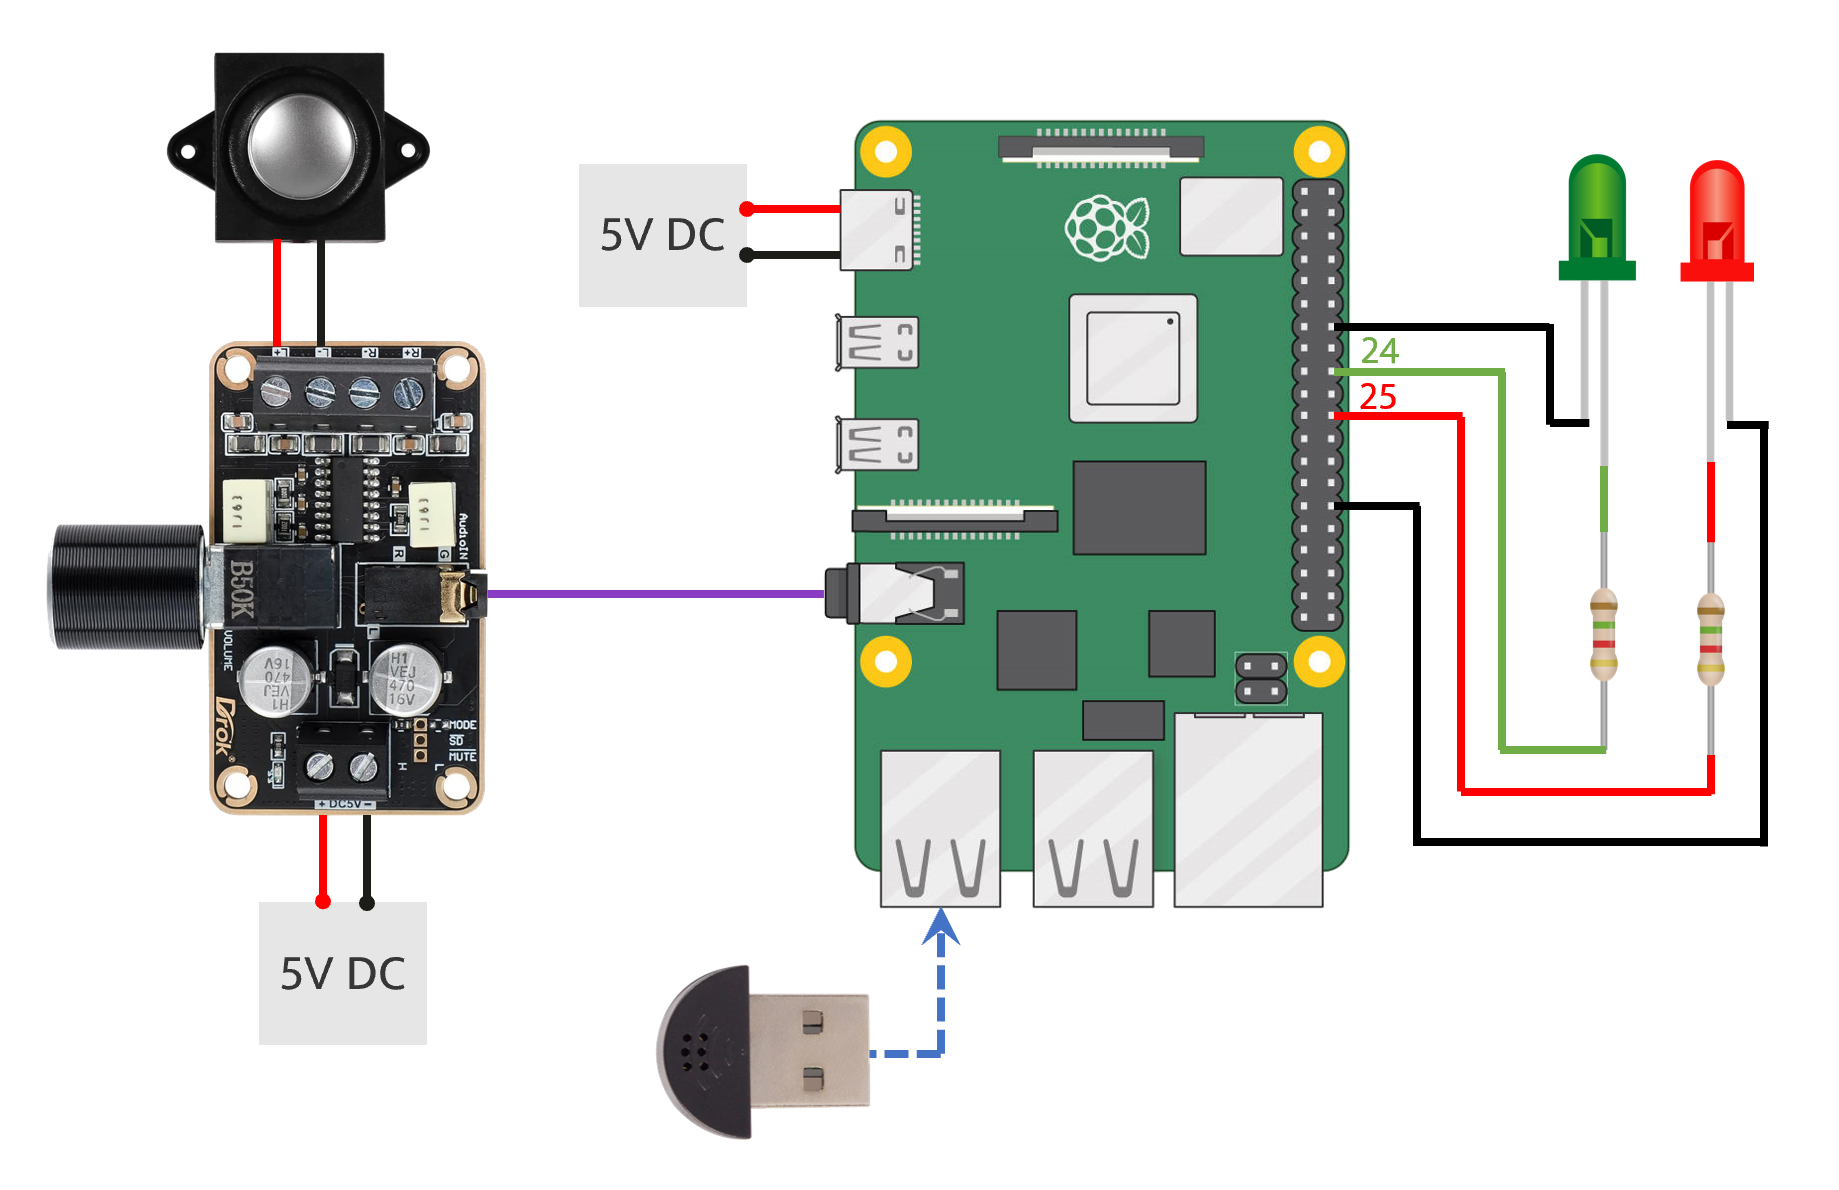 5V DC
24
25
L+ L- R- R+
AudioIN
R
G
B50K
L
VOLUME
H1
VEJ
470
16V
H1
VEJ
470
16V
Drok
MODE
SD
MUTE
H L
+ DC5V -
5V DC